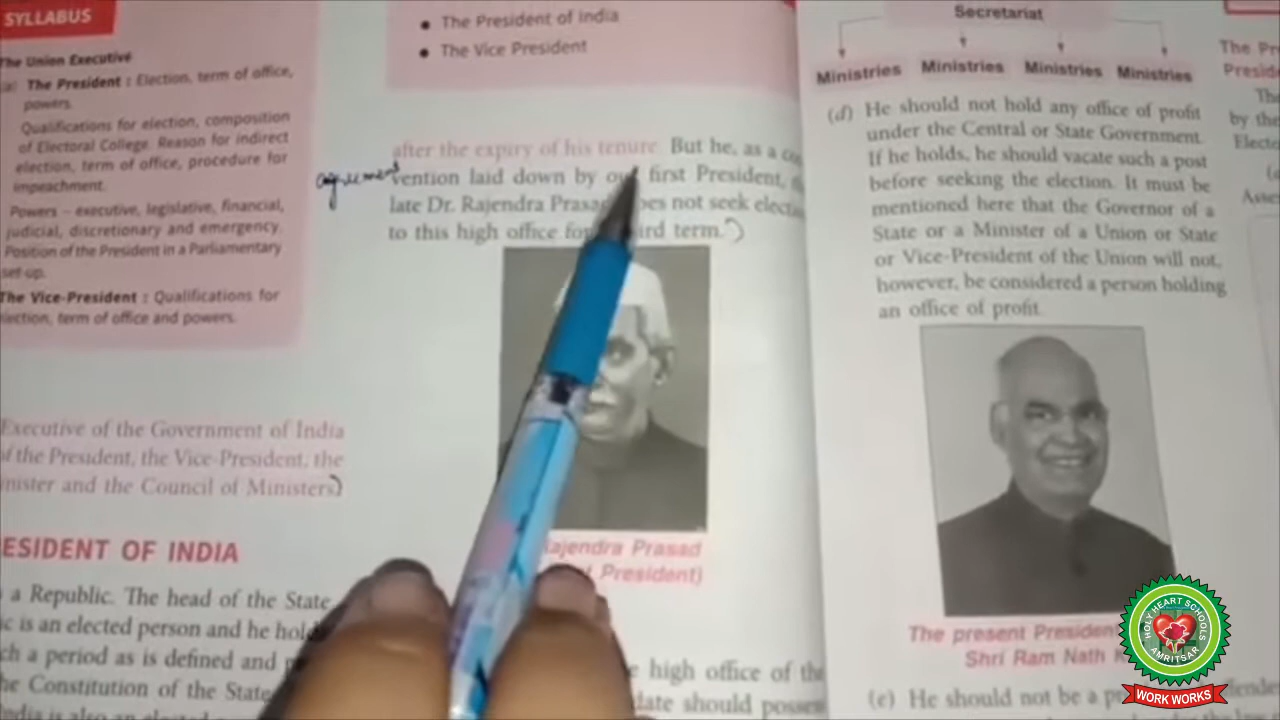 SYLLABUS
The Union Executive
(a) The President : Election, term of office,
powers.
Qualifications for election, composition
of Electoral College. Reason for indirect
election, term of office, procedure for
impeachment.
Powers – executive, legislative, financial,
judicial, discretionary and emergency.
Position of the President in a Parliamentary
set-up.
The Vice-President : Qualifications for
election, term of office and powers.
Executive of the Government of India
of the President, the Vice-President, the
inister and the Council of Ministers)
ESIDENT OF INDIA
a Republic. The head of the State
ic is an elected person and he hold
ch a period as is defined and
he Constitution of the State
ndia is also an elected
• The President of India
• The Vice President
after the expiry of his tenure. But he, as a con
agreement
vention laid down by our first President,
late Dr. Rajendra Prasad does not seek electi
to this high office for third term.")
Rajendra Prasad
President)
high office of the
date should possess
Secretariat
Ministries Ministries Ministries Ministries
(d) He should not hold any office of profit
under the Central or State Government.
If he holds, he should vacate such a post
before seeking the election. It must be
mentioned here that the Governor of a
State or a Minister of a Union or State
or Vice-President of the Union will not,
however, be considered a person holding
an office of profit.
The present President
Shri Ram Nath K
(e) He should not be a
The Pr
Preside
The
by the
Electo
(a
Assem
HOLY HEART SCHOOLS
AMRITSAR
WORK WORKS